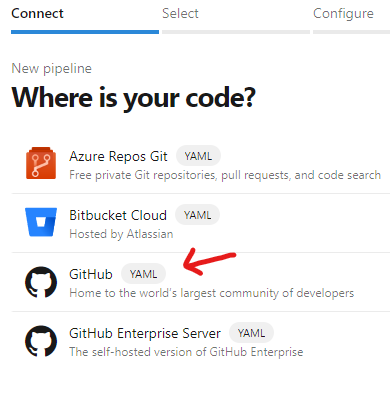 Connect
Select
Configure
New pipeline
Where is your code?
Azure Repos Git YAML
Free private Git repositories, pull requests, and code search
Bitbucket Cloud YAML
Hosted by Atlassian
GitHub YAML
Home to the world's largest community of developers
GitHub Enterprise Server YAML
The self-hosted version of GitHub Enterprise